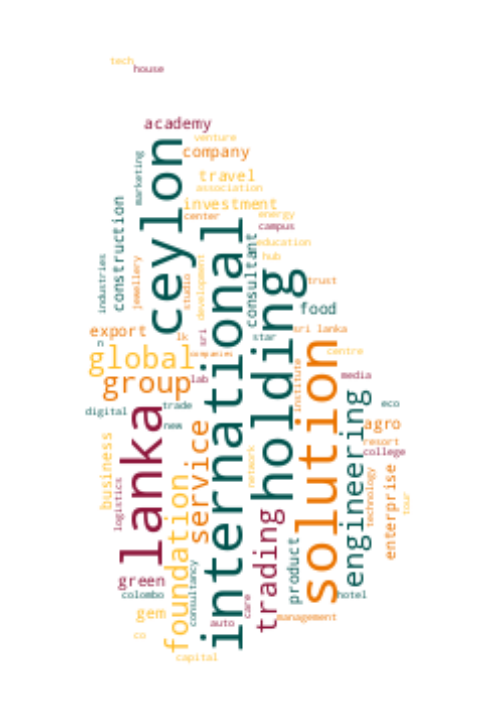 tech
house
academy
venture
company
marketing
ceylon
travel
association
investment
construction
center
energy
campus
education
consultant
hub
industries
jewellery
studio
development
international
holding
trust
food
export
sri
lk
star
sri lanka
n
global
companies
centre
group
lab
institute
solution
media
digital
trade
new
lanka
service
engineering
eco
agro
resort
college
business
network
logistics
foundation
trading
technology
enterprise
tour
product
green
colombo
consultancy
care
hotel
gem
auto
management
co
capital